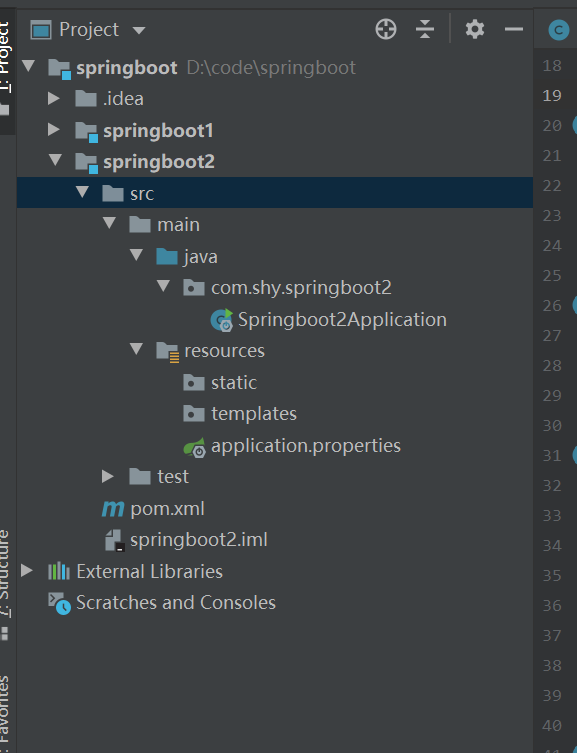 Project
springboot D:\code\springboot
.idea
springboot1
springboot2
src
main
java
com.shy.springboot2
Springboot2Application
resources
static
templates
application.properties
test
pom.xml
springboot2.iml
External Libraries
Scratches and Consoles
1: Project
7: Structure
: Favorites
C
18
19
20
21
22
23
24
25
26
27
28
29
30
31
32
33
34
35
36
37
38
39
40